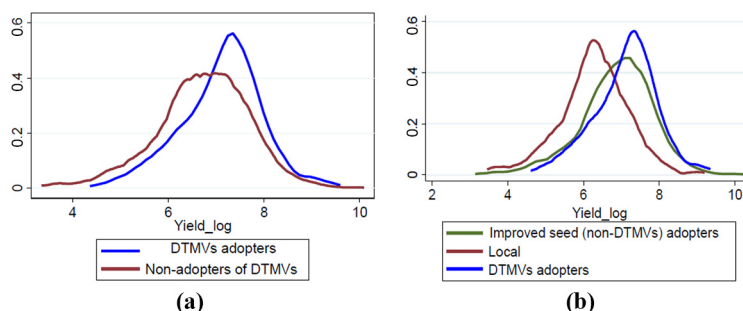 0.6
0.4
0.2
0
4 6 8 10
Yield_log
DTMVs adopters
Non-adopters of DTMVs
(a)
0.6
0.4
0.2
0
2 4 6 8 10
Yield_log
Improved seed (non-DTMVs) adopters
Local
DTMVs adopters
(b)